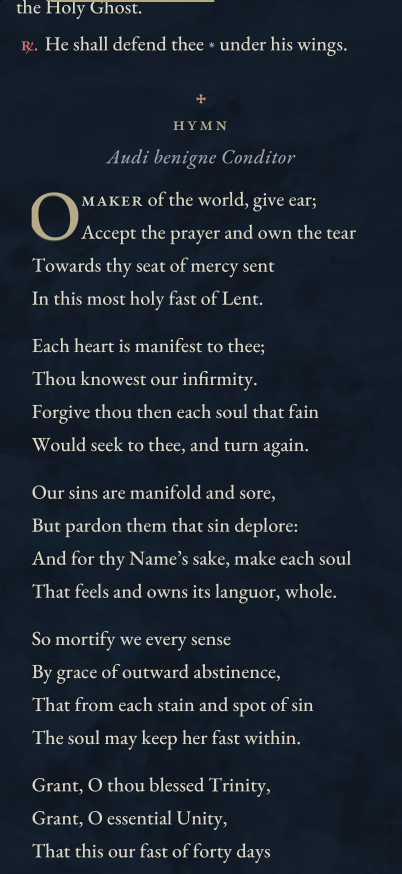 the Holy Ghost.
℟. He shall defend thee * under his wings.
✠
HYMN
Audi benigne Conditor
O MAKER of the world, give ear;
Accept the prayer and own the tear
Towards thy seat of mercy sent
In this most holy fast of Lent.
Each heart is manifest to thee;
Thou knowest our infirmity.
Forgive thou then each soul that fain
Would seek to thee, and turn again.
Our sins are manifold and sore,
But pardon them that sin deplore:
And for thy Name’s sake, make each soul
That feels and owns its languor, whole.
So mortify we every sense
By grace of outward abstinence,
That from each stain and spot of sin
The soul may keep her fast within.
Grant, O thou blessed Trinity,
Grant, O essential Unity,
That this our fast of forty days